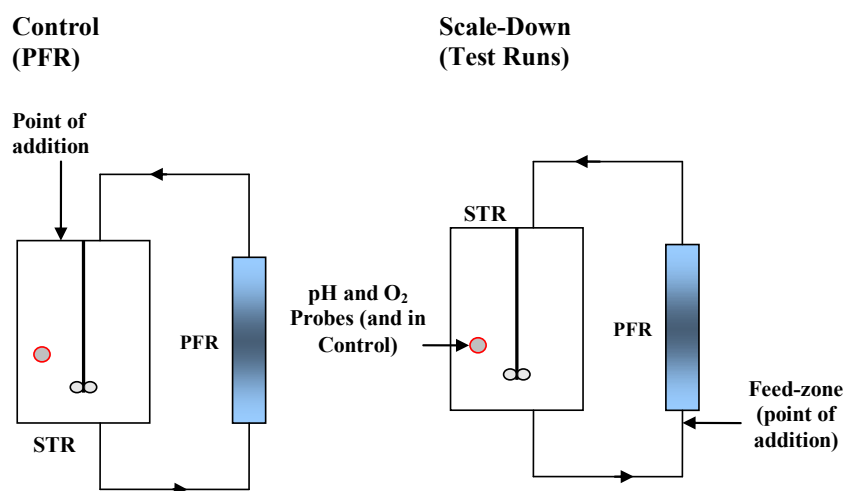 Control
(PFR)
Point of
addition
PFR
STR
Scale-Down
(Test Runs)
STR
pH and O₂
Probes (and in
Control)
PFR
Feed-zone
(point of
addition)